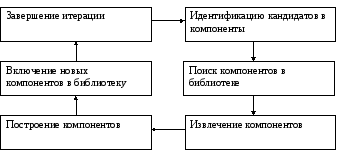 Завершение итерации
Идентификацию кандидатов в
компоненты
Включение новых
компонентов в библиотеку
Поиск компонентов в
библиотеке
Построение компонентов
Извлечение компонентов